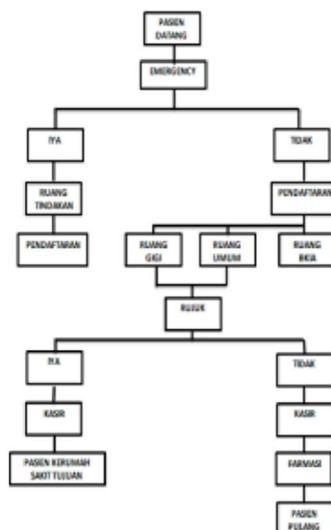 PASIEN
DATANG
EMERGENCY
IYA
TIDAK
RUANG
TINDAKAN
PENDAFTARAN
PENDAFTARAN
RUANG
GIGI
RUANG
UMUM
RUANG
BKIA
RUJUK
IYA
TIDAK
KASIR
KASIR
PASIEN KERUMAH
SAKIT TUJUAN
FARMASI
PASIEN
PULANG